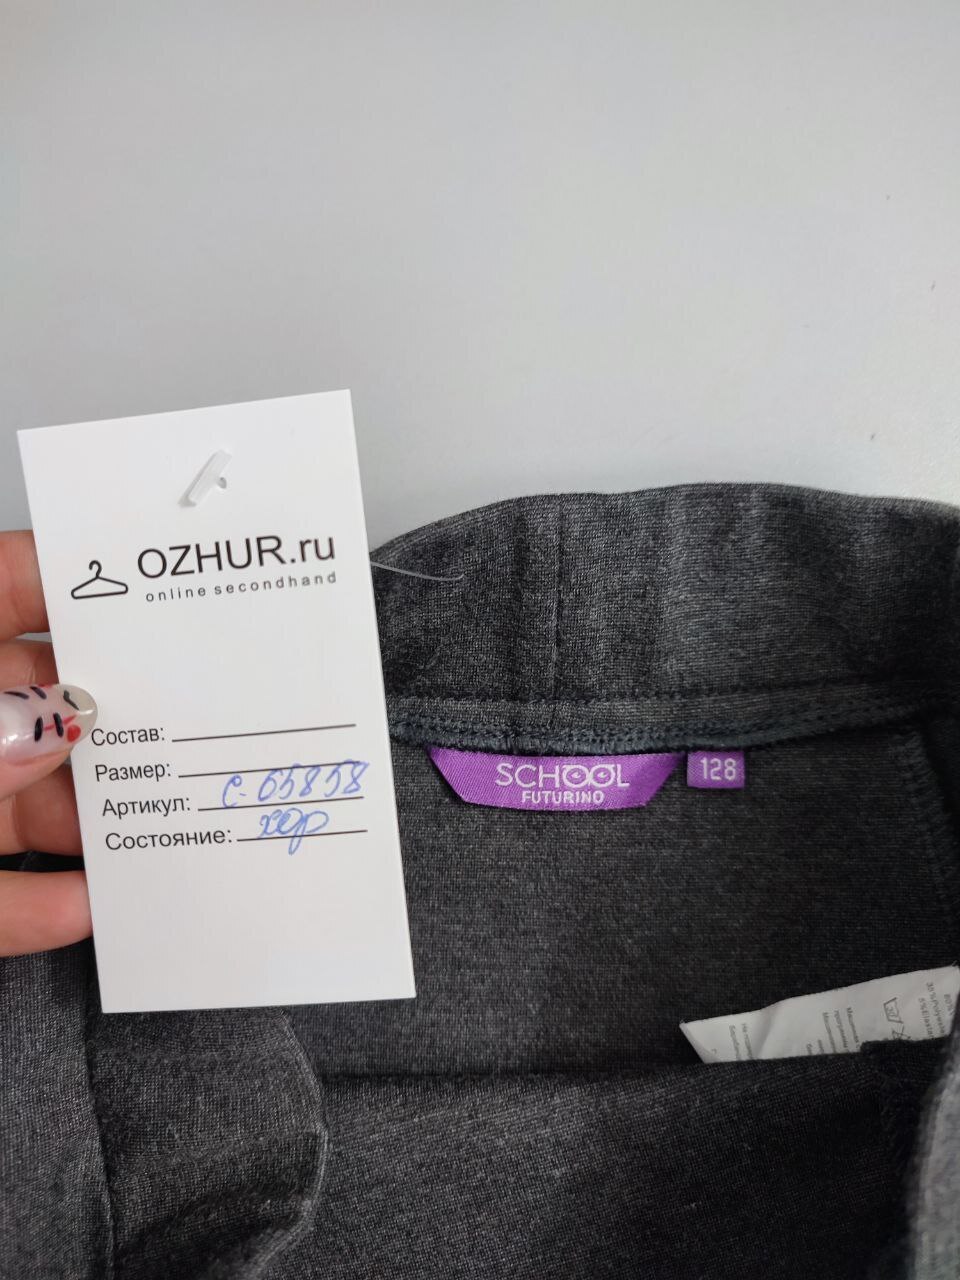 OZHUR.ru
online secondhand
Состав:
Размер:
Артикул: с-65858
Состояние: хор
SCHOOL
FUTURINO
128